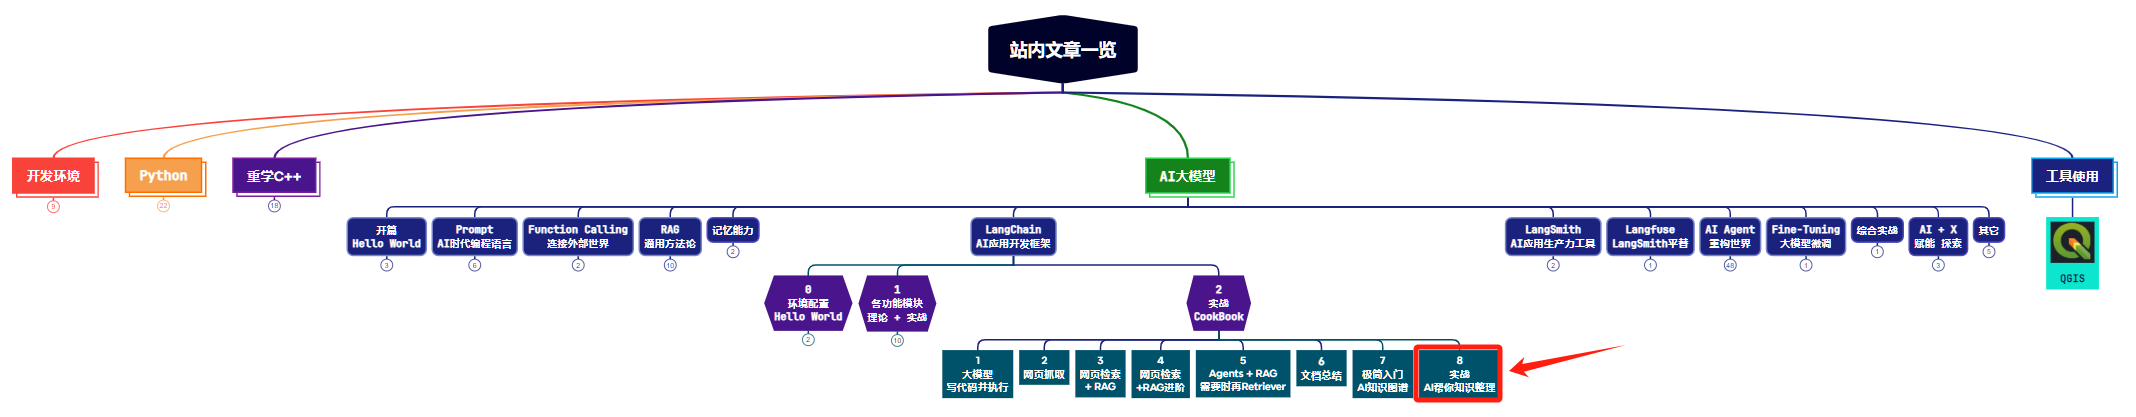 站内文章一览
开发环境
9
Python
22
重学C++
18
AI大模型
工具使用
开篇
Hello World
3
Prompt
AI时代编程语言
6
Function Calling
连接外部世界
2
RAG
通用方法论
10
记忆能力
2
LangChain
AI应用开发框架
LangSmith
AI应用生产力工具
2
Langfuse
LangSmith平替
1
AI Agent
重构世界
48
Fine-Tuning
大模型微调
1
综合实战
1
AI + X
赋能 探索
3
其它
5
QGIS
0
环境配置
Hello World
2
1
各功能模块
理论 + 实战
10
2
实战
CookBook
1
大模型
写代码并执行
2
网页抓取
3
网页检索
+ RAG
4
网页检索
+RAG进阶
5
Agents + RAG
需要时再Retriever
6
文档总结
7
极简入门
AI知识图谱
8
实战
AI帮你知识整理